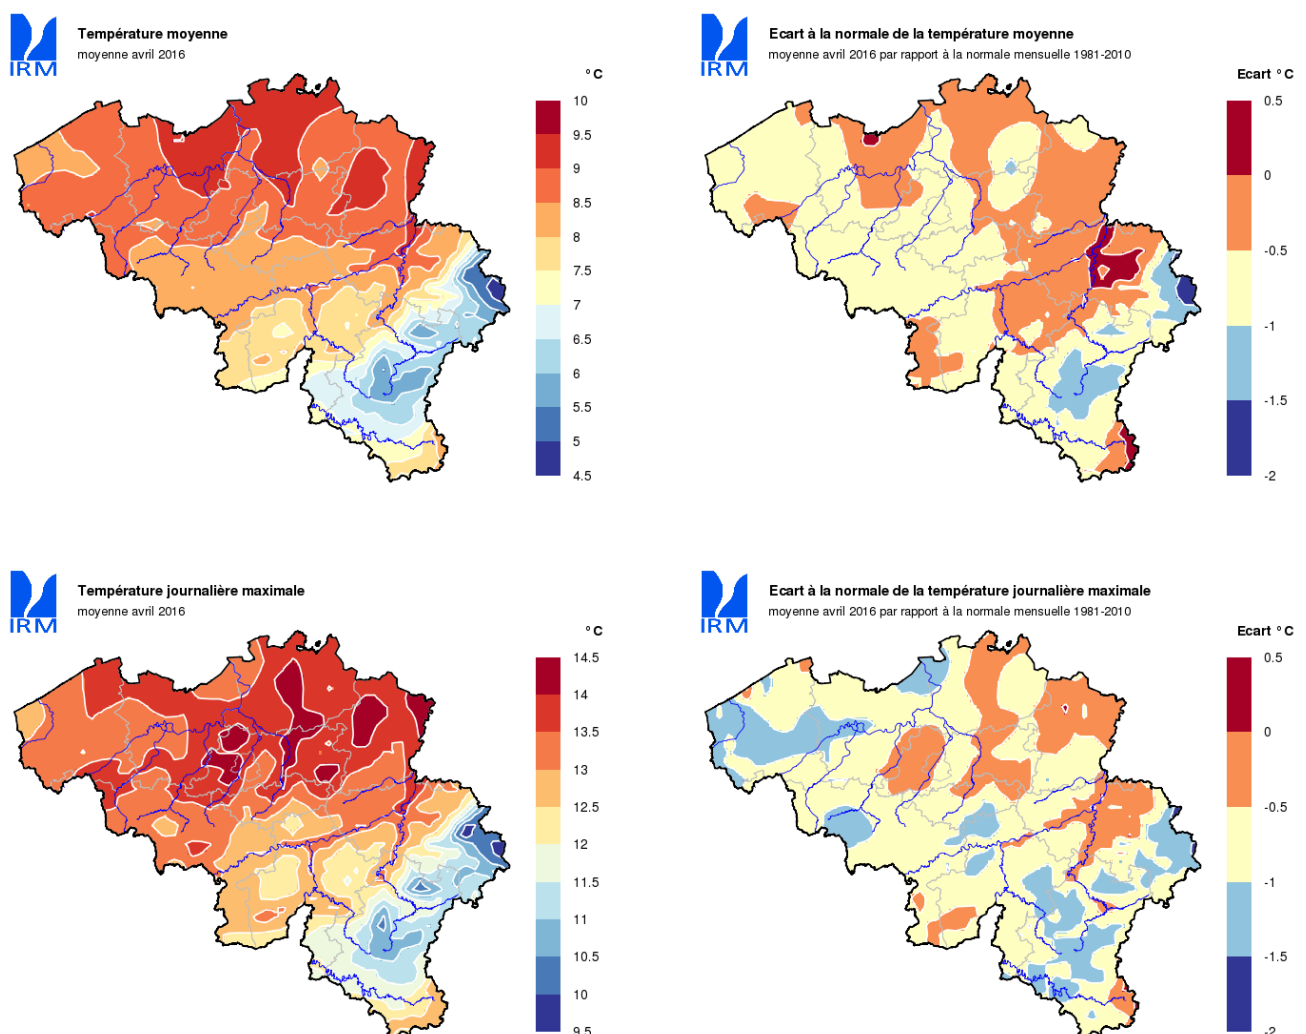 IRM
Température moyenne
moyenne avril 2016
° C
10
9.5
9
8.5
8
7.5
7
6.5
6
5.5
5
4.5
IRM
Ecart à la normale de la température moyenne
moyenne avril 2016 par rapport à la normale mensuelle 1981-2010
Ecart ° C
0.5
0
-0.5
-1
-1.5
-2
IRM
Température journalière maximale
moyenne avril 2016
° C
14.5
14
13.5
13
12.5
12
11.5
11
10.5
10
9.5
IRM
Ecart à la normale de la température journalière maximale
moyenne avril 2016 par rapport à la normale mensuelle 1981-2010
Ecart ° C
0.5
0
-0.5
-1
-1.5
-2